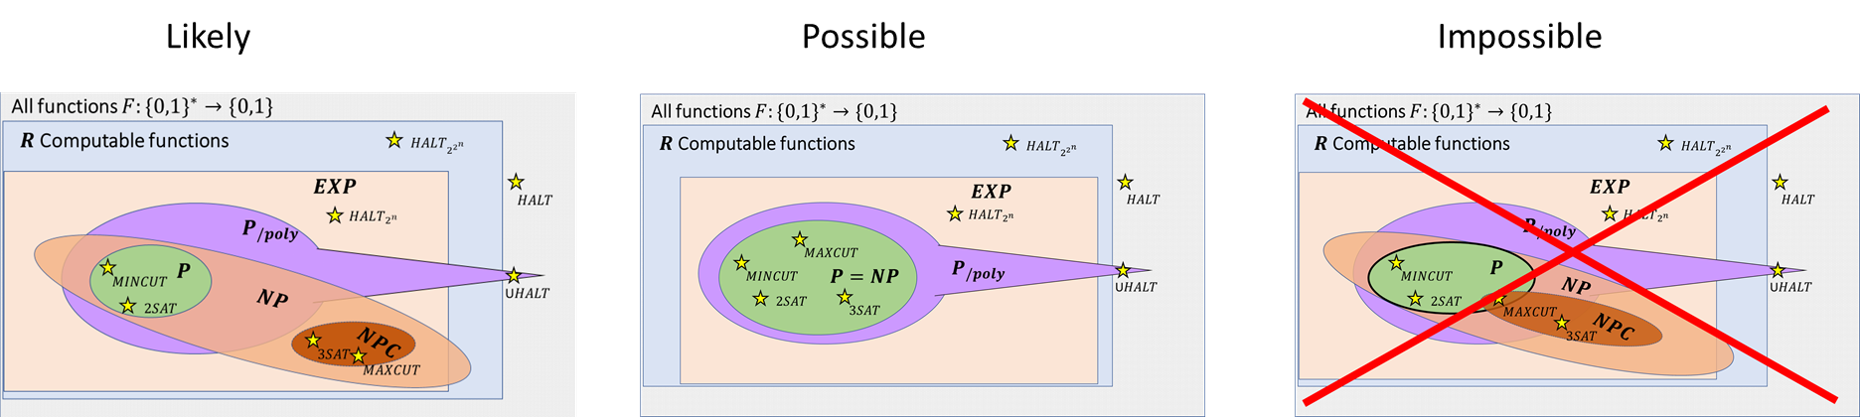 Likely
All functions F: {0,1}* → {0,1}
R Computable functions
HALT_{2^{2^n}}
EXP
HALT
HALT_{2^n}
P_{/poly}
P
MINCUT
UHALT
NP
2SAT
NPC
3SAT
MAXCUT
Possible
All functions F: {0,1}* → {0,1}
R Computable functions
HALT_{2^{2^n}}
EXP
HALT
HALT_{2^n}
MAXCUT
MINCUT
P = NP
P_{/poly}
UHALT
2SAT
3SAT
Impossible
All functions F: {0,1}* → {0,1}
R Computable functions
HALT_{2^{2^n}}
EXP
HALT
HALT_{2^n}
P_{/poly}
MINCUT
P
NP
UHALT
2SAT
MAXCUT
3SAT
NPC